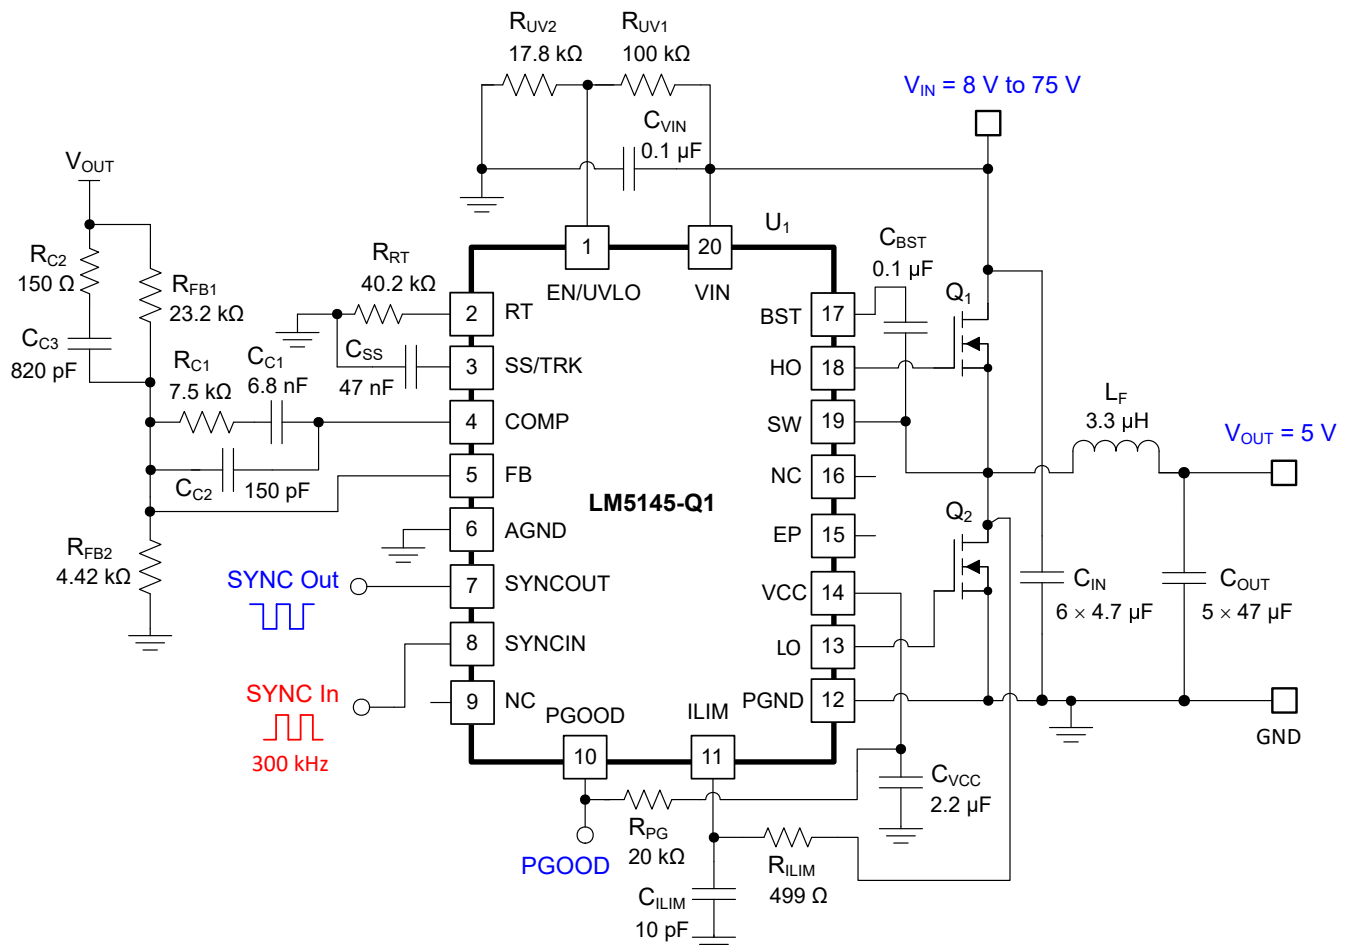 RUV2
17.8 kΩ
RUV1
100 kΩ
VIN = 8 V to 75 V
CVIN
0.1 µF
VOUT
RC2
150 Ω
RFB1
23.2 kΩ
CC3
820 pF
RRT
40.2 kΩ
CSS
47 nF
RC1
7.5 kΩ
CC1
6.8 nF
CC2
150 pF
RFB2
4.42 kΩ
U1
1
EN/UVLO
20
VIN
2
RT
3
SS/TRK
4
COMP
5
FB
6
AGND
7
SYNCOUT
8
SYNCIN
9
NC
10
PGOOD
11
ILIM
LM5145-Q1
BST
17
HO
18
SW
19
NC
16
EP
15
VCC
14
LO
13
PGND
12
CBST
0.1 µF
Q1
Q2
LF
3.3 µH
VOUT = 5 V
CIN
6 × 4.7 µF
COUT
5 × 47 µF
GND
SYNC Out
SYNC In
300 kHz
CVCC
2.2 µF
RPG
20 kΩ
PGOOD
RILIM
499 Ω
CILIM
10 pF